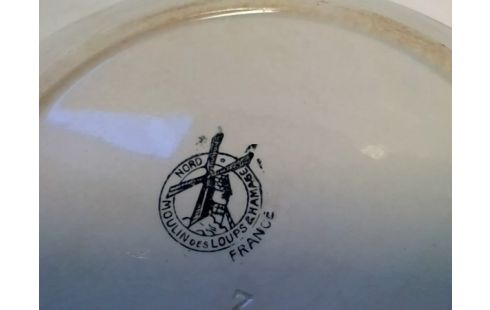 NORD
MOULIN DES LOUPS & HAMAGE
FRANCE